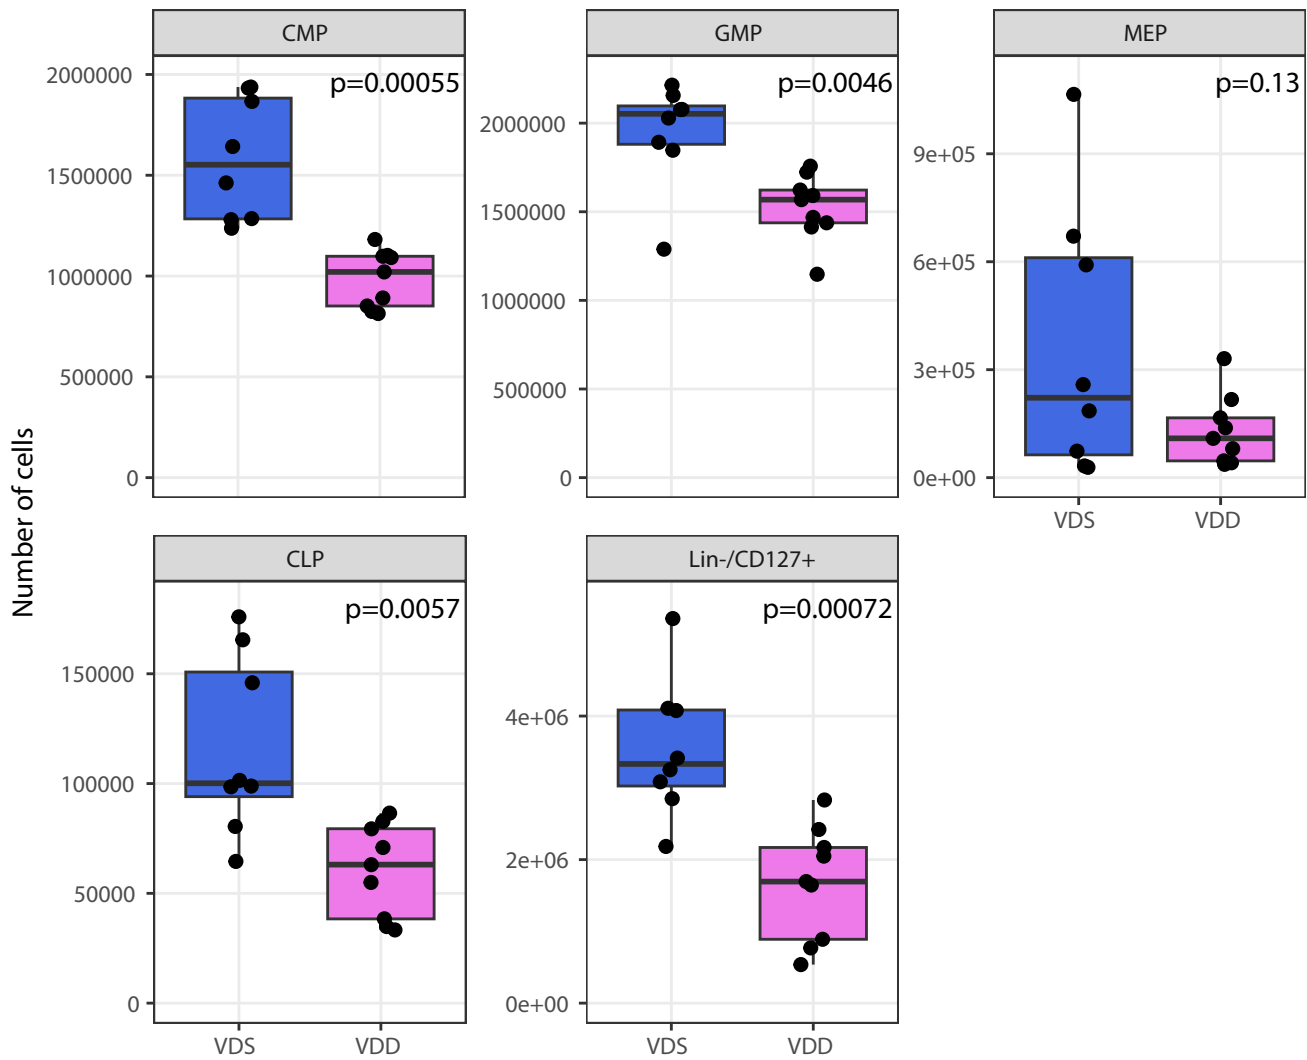 CMP
GMP
MEP
p=0.00055
p=0.0046
p=0.13
2000000
1500000
1000000
500000
0
2000000
1500000
1000000
500000
0
9e+05
6e+05
3e+05
0e+00
VDS
VDD
Number of cells
CLP
Lin-/CD127+
p=0.0057
p=0.00072
150000
100000
50000
0
4e+06
2e+06
0e+00
VDS
VDD
VDS
VDD